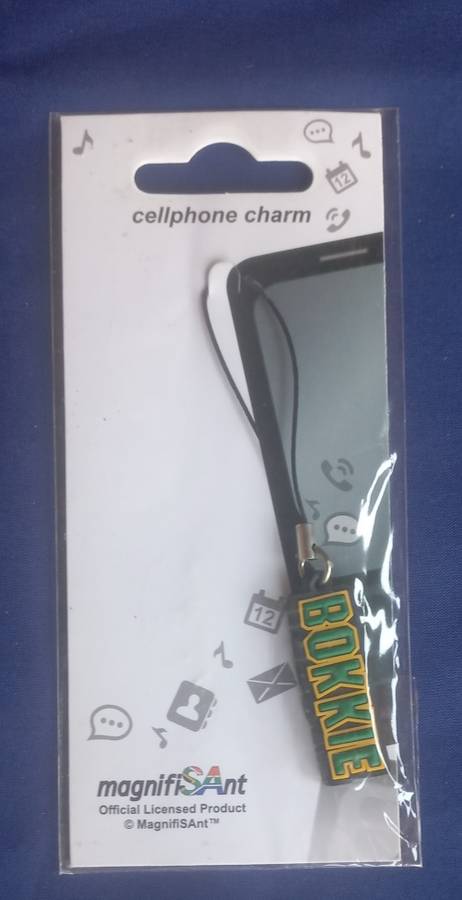 12
cellphone charm
12
BOKKIE
magnifiSAnt
Official Licensed Product
© MagnifiSAnt™